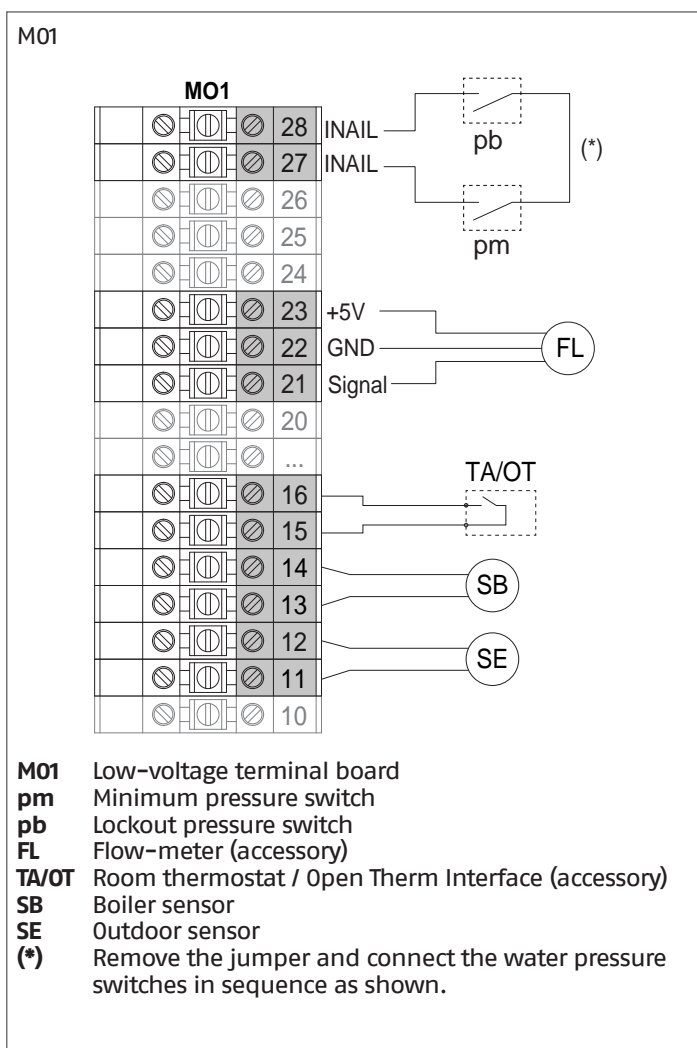 M01
MO1
28 INAIL
pb
(*)
27 INAIL
26
pm
25
24
23 +5V
22 GND
FL
21 Signal
20
...
TA/OT
16
15
14
SB
13
12
SE
11
10
M01 Low-voltage terminal board
pm Minimum pressure switch
pb Lockout pressure switch
FL Flow-meter (accessory)
TA/OT Room thermostat / Open Therm Interface (accessory)
SB Boiler sensor
SE Outdoor sensor
(*) Remove the jumper and connect the water pressure
switches in sequence as shown.